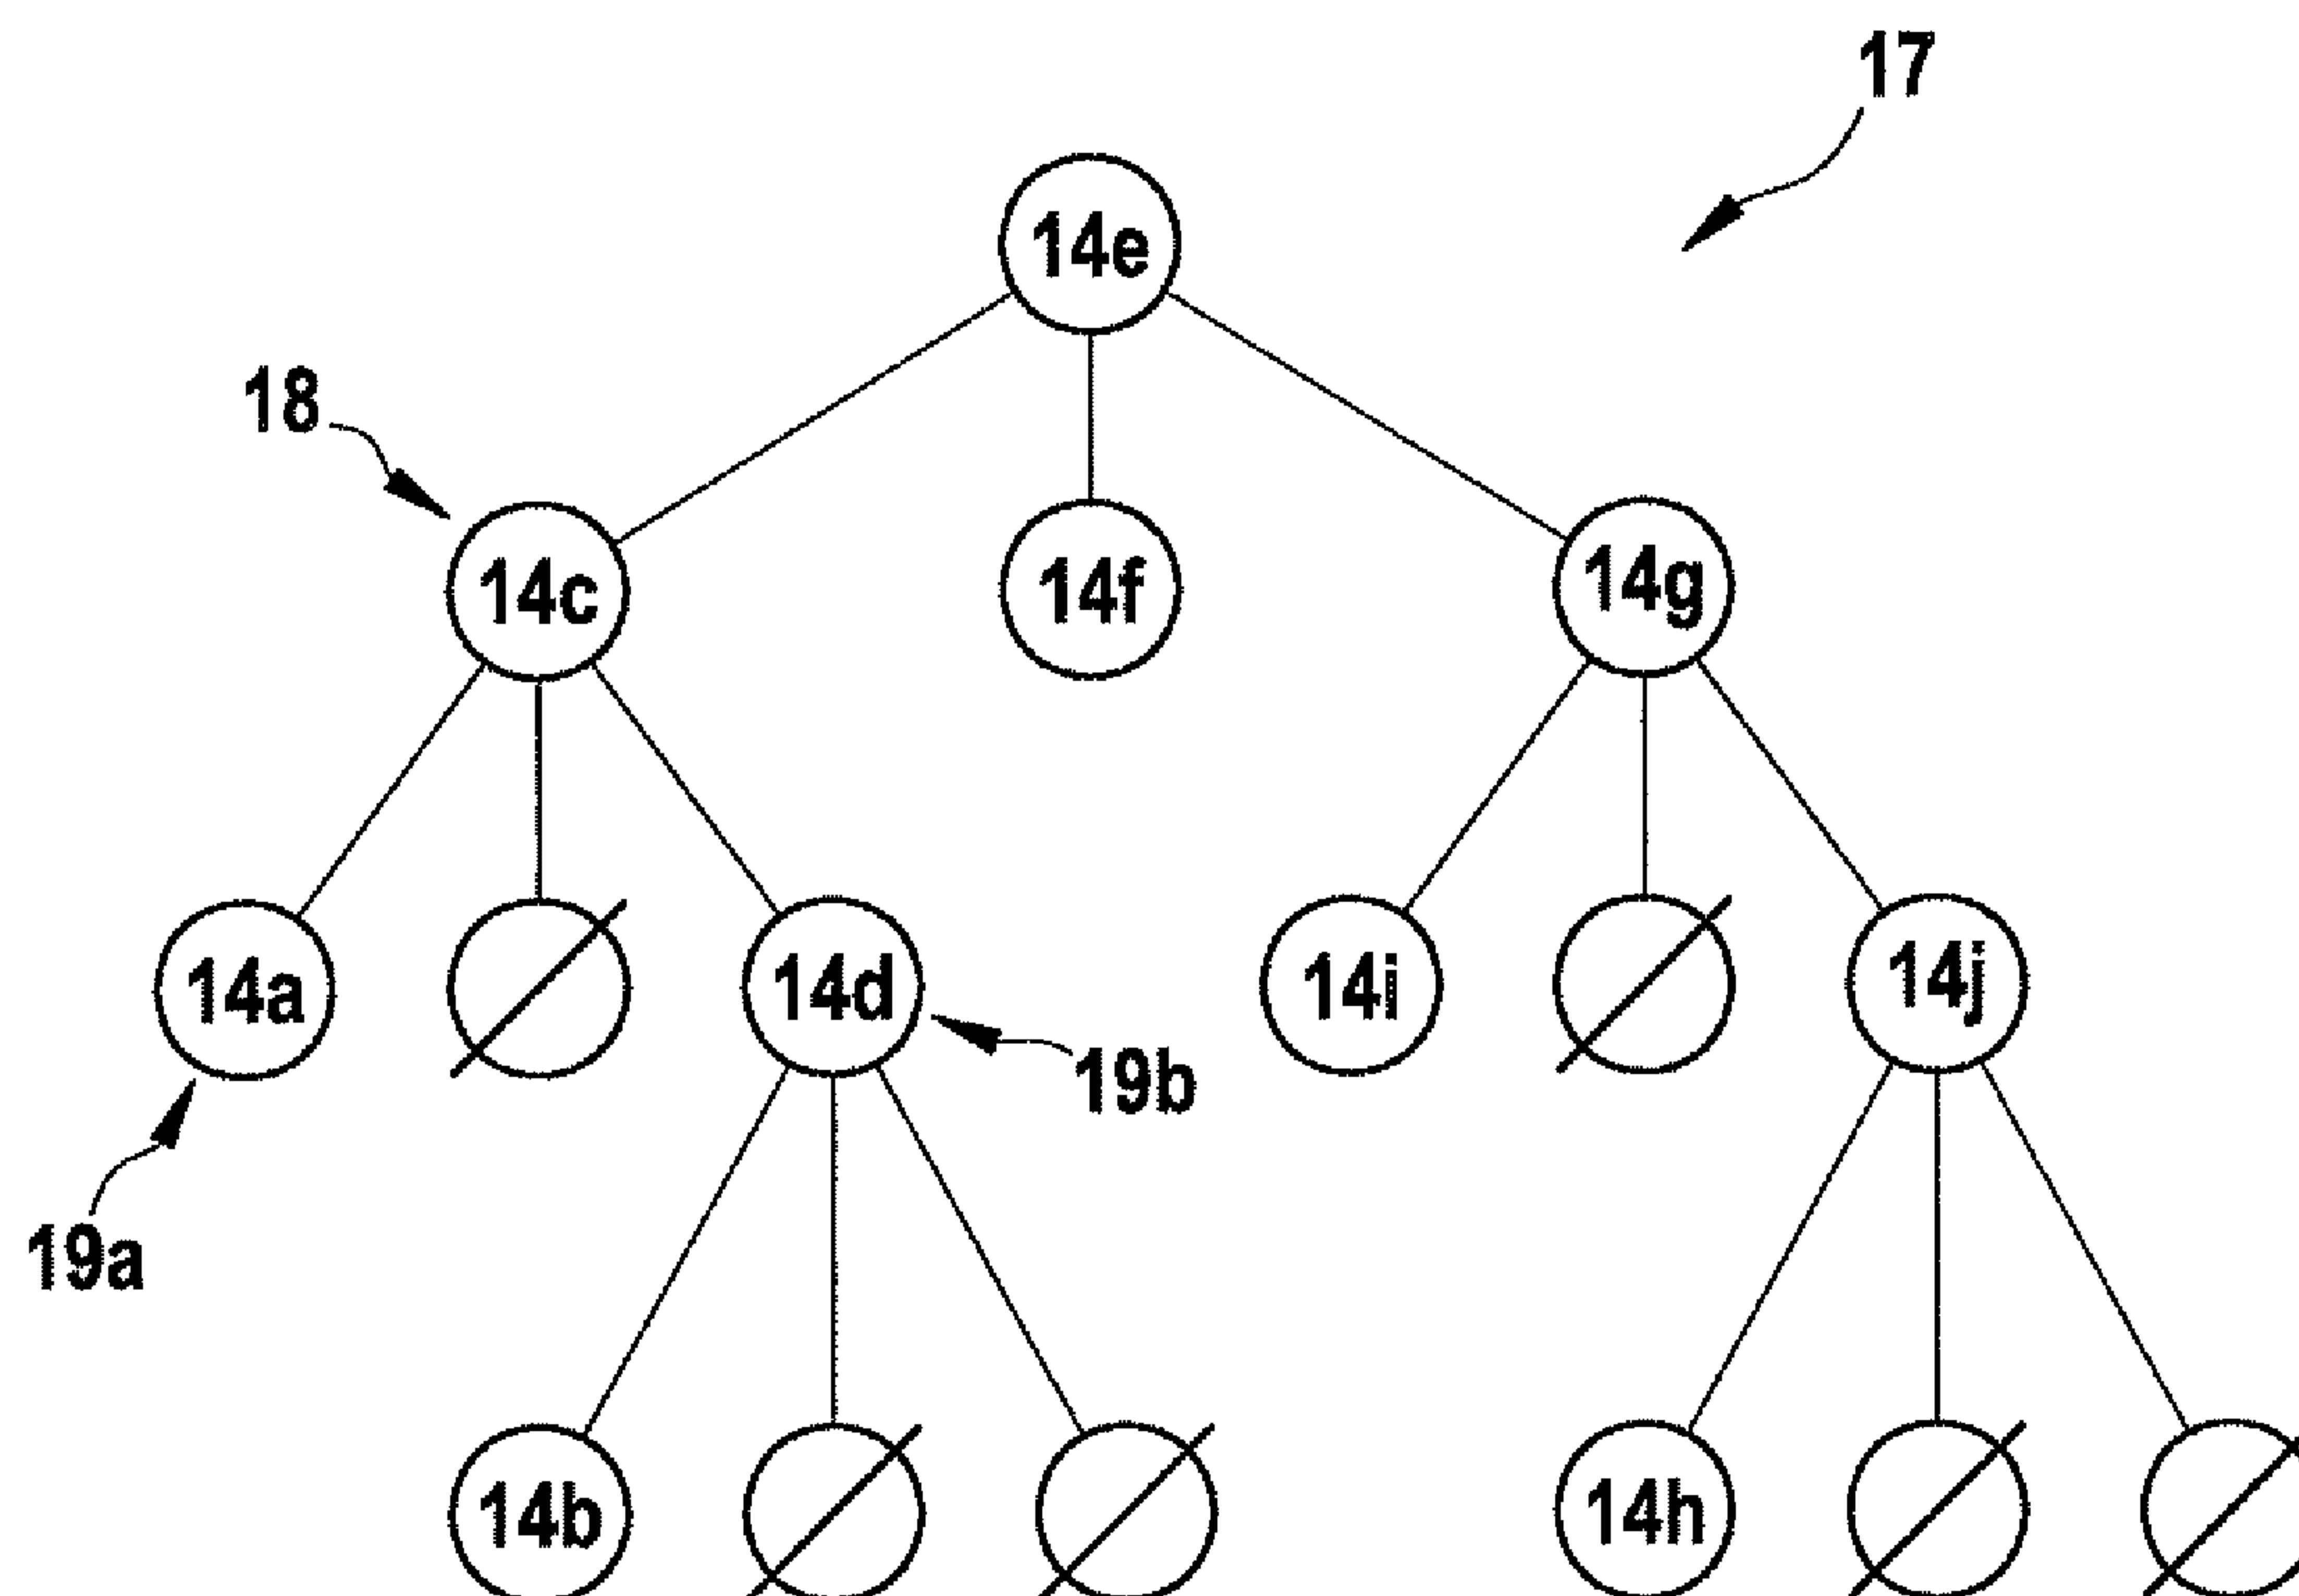 17
14e
18
14c 14f 14g
14a ∅ 14d 14i ∅ 14j
19b
19a
14b ∅ ∅ 14h ∅ ∅